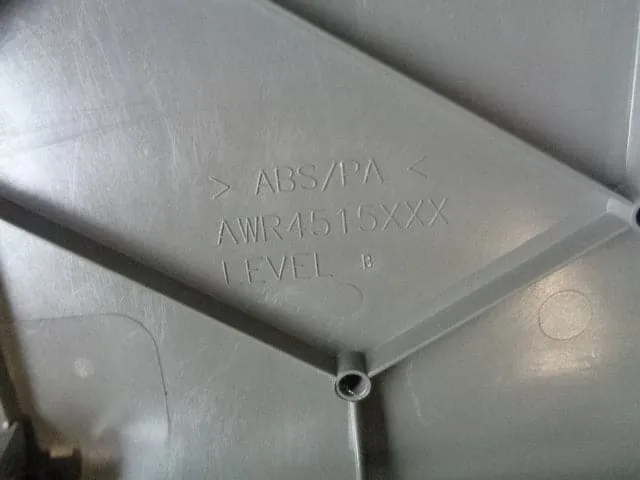 > ABS/PA <
AWR4515XXX
LEVEL B